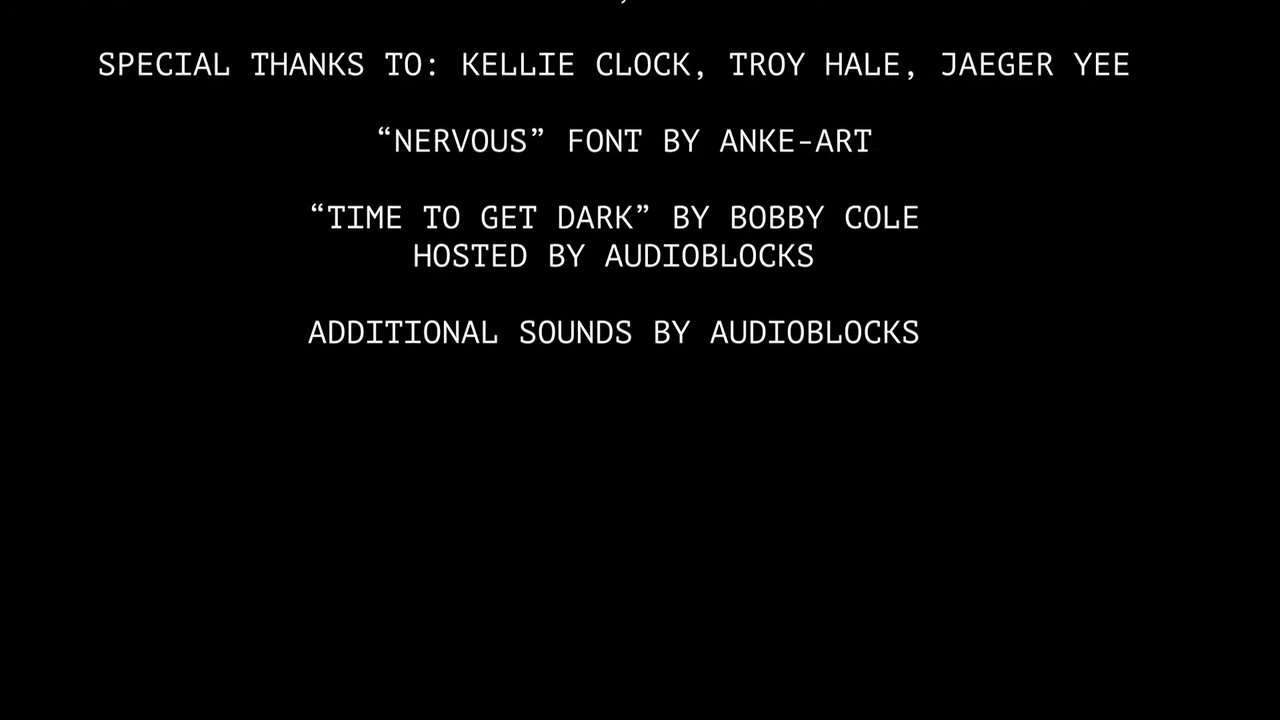 SPECIAL THANKS TO: KELLIE CLOCK, TROY HALE, JAEGER YEE
“NERVOUS” FONT BY ANKE-ART
“TIME TO GET DARK” BY BOBBY COLE
HOSTED BY AUDIOBLOCKS
ADDITIONAL SOUNDS BY AUDIOBLOCKS